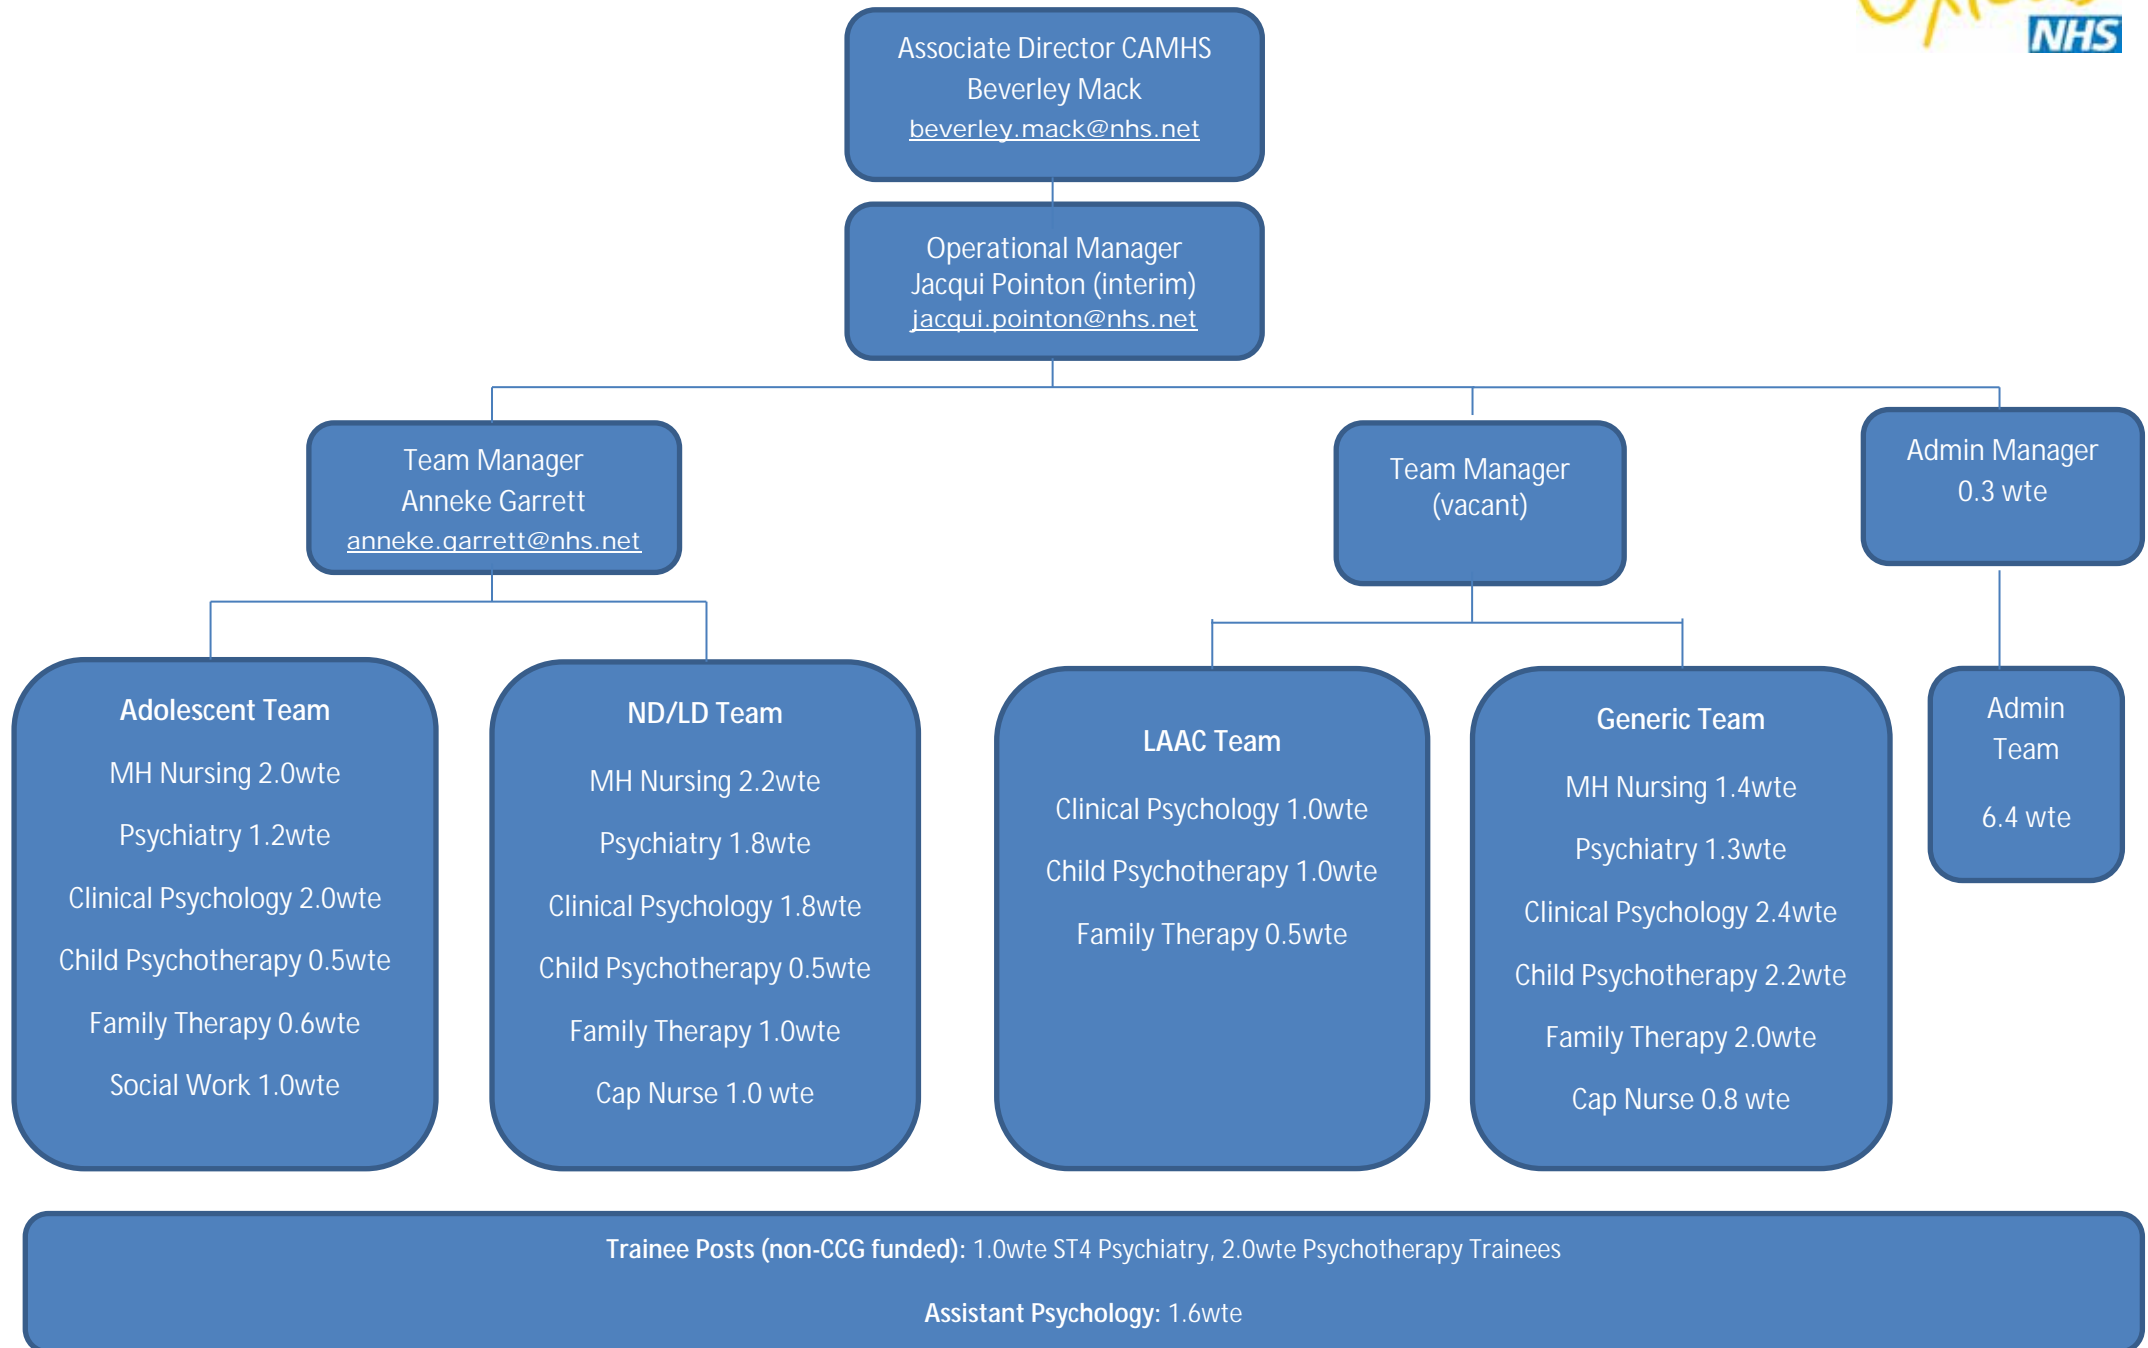 NHS
Associate Director CAMHS
Beverley Mack
beverley.mack@nhs.net
Operational Manager
Jacqui Pointon (interim)
jacqui.pointon@nhs.net
Team Manager
Anneke Garrett
anneke.garrett@nhs.net
Team Manager
(vacant)
Admin Manager
0.3 wte
Adolescent Team
MH Nursing 2.0wte
Psychiatry 1.2wte
Clinical Psychology 2.0wte
Child Psychotherapy 0.5wte
Family Therapy 0.6wte
Social Work 1.0wte
ND/LD Team
MH Nursing 2.2wte
Psychiatry 1.8wte
Clinical Psychology 1.8wte
Child Psychotherapy 0.5wte
Family Therapy 1.0wte
Cap Nurse 1.0 wte
LAAC Team
Clinical Psychology 1.0wte
Child Psychotherapy 1.0wte
Family Therapy 0.5wte
Generic Team
MH Nursing 1.4wte
Psychiatry 1.3wte
Clinical Psychology 2.4wte
Child Psychotherapy 2.2wte
Family Therapy 2.0wte
Cap Nurse 0.8 wte
Admin
Team
6.4 wte
Trainee Posts (non-CCG funded): 1.0wte ST4 Psychiatry, 2.0wte Psychotherapy Trainees
Assistant Psychology: 1.6wte